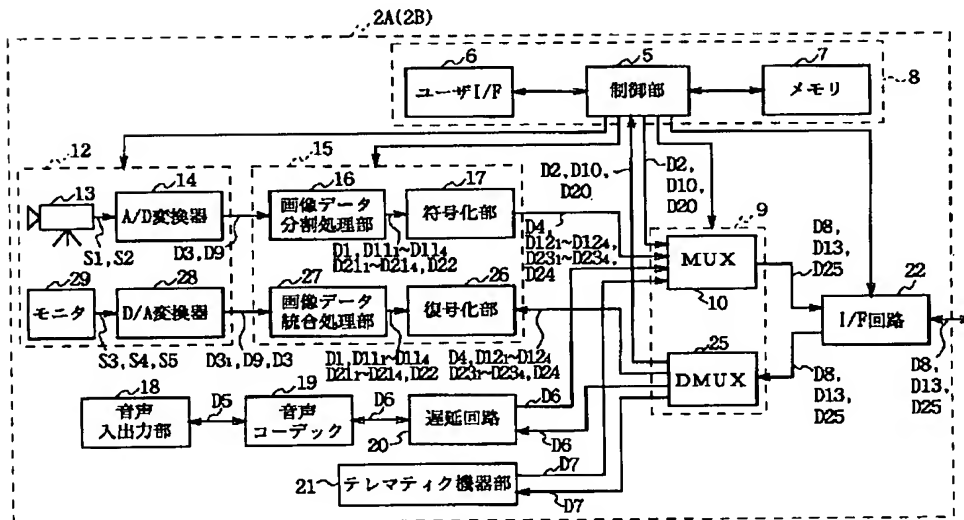 2A(2B)
6
ユーザI/F
5
制御部
7
メモリ
8
12
13
14
A/D変換器
S1, S2
D3, D9
15
16
画像データ
分割処理部
17
符号化部
D1, D11₁~D11₄
D21₁~D21₄, D22
D4,
D12₁~D12₄,
D23₁~D23₄,
D24
D2, D10,
D20
D2,
D10,
D20
9
MUX
10
D8,
D13,
D25
22
I/F回路
D8,
D13,
D25
29
モニタ
28
D/A変換器
S3, S4, S5
D3₁, D9, D3
27
画像データ
統合処理部
26
復号化部
D1, D11₁~D11₄
D21₁~D21₄, D22
D4, D12₁~D12₄
D23₁~D23₄, D24
25
DMUX
D8,
D13,
D25
18
音声
入出力部
D5
19
音声
コーデック
D6
遅延回路
20
D6
D6
21
テレマティク機器部
D7
D7